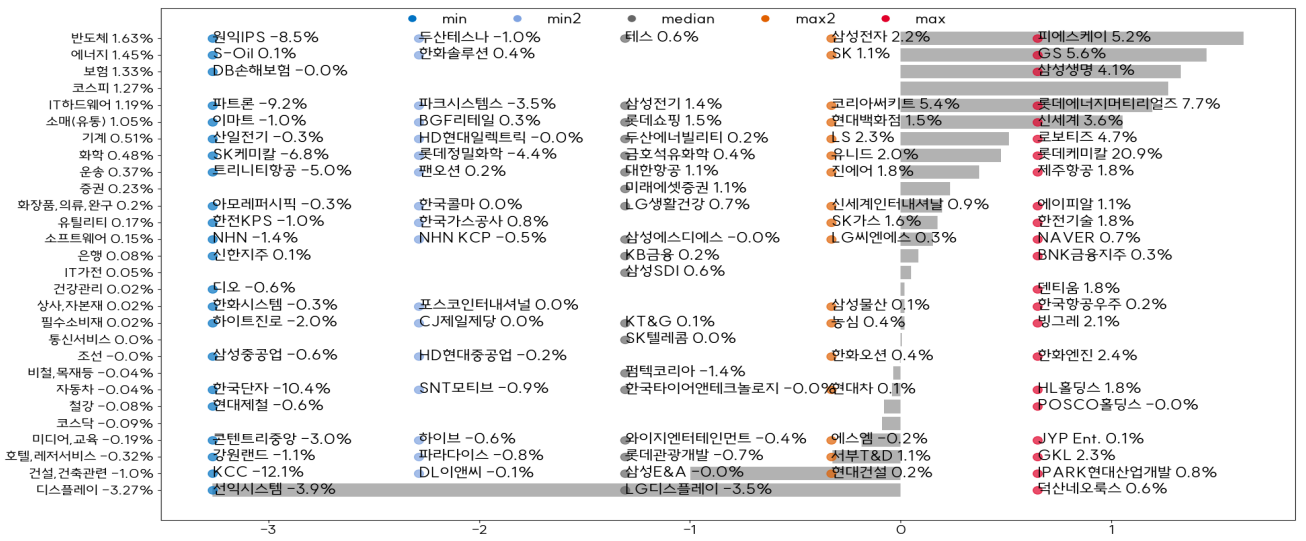 min min2 median max2 max
반도체 1.63% 원익IPS −8.5% 두산테스나 −1.0% 테스 0.6% 삼성전자 2.2% 피에스케이 5.2%
에너지 1.45% S-Oil 0.1% 한화솔루션 0.4% SK 1.1% GS 5.6%
보험 1.33% DB손해보험 −0.0% 삼성생명 4.1%
코스피 1.27%
IT하드웨어 1.19% 파트론 −9.2% 파크시스템스 −3.5% 삼성전기 1.4% 코리아써키트 5.4% 롯데에너지머티리얼즈 7.7%
소매(유통) 1.05% 이마트 −1.0% BGF리테일 0.3% 롯데쇼핑 1.5% 현대백화점 1.5% 신세계 3.6%
기계 0.51% 산일전기 −0.3% HD현대일렉트릭 −0.0% 두산에너빌리티 0.2% LS 2.3% 로보티즈 4.7%
화학 0.48% SK케미칼 −6.8% 롯데정밀화학 −4.4% 금호석유화학 0.4% 유니드 2.0% 롯데케미칼 20.9%
운송 0.37% 트리니티항공 −5.0% 팬오션 0.2% 대한항공 1.1% 진에어 1.8% 제주항공 1.8%
증권 0.23% 미래에셋증권 1.1%
화장품,의류,완구 0.2% 아모레퍼시픽 −0.3% 한국콜마 0.0% LG생활건강 0.7% 신세계인터내셔날 0.9% 에이피알 1.1%
유틸리티 0.17% 한전KPS −1.0% 한국가스공사 0.8% SK가스 1.6% 한전기술 1.8%
소프트웨어 0.15% NHN −1.4% NHN KCP −0.5% 삼성에스디에스 −0.0% LG씨엔에스 0.3% NAVER 0.7%
은행 0.08% 신한지주 0.1% KB금융 0.2% BNK금융지주 0.3%
IT가전 0.05% 삼성SDI 0.6%
건강관리 0.02% 디오 −0.6% 덴티움 1.8%
상사,자본재 0.02% 한화시스템 −0.3% 포스코인터내셔널 0.0% 삼성물산 0.1% 한국항공우주 0.2%
필수소비재 0.02% 하이트진로 −2.0% CJ제일제당 0.0% KT&G 0.1% 농심 0.4% 빙그레 2.1%
통신서비스 0.0% SK텔레콤 0.0%
조선 −0.0% 삼성중공업 −0.6% HD현대중공업 −0.2% 한화오션 0.4% 한화엔진 2.4%
비철,목재등 −0.04% 펌텍코리아 −1.4%
자동차 −0.04% 한국단자 −10.4% SNT모티브 −0.9% 한국타이어앤테크놀로지 −0.0% 현대차 0.1% HL홀딩스 1.8%
철강 −0.08% 현대제철 −0.6% POSCO홀딩스 −0.0%
코스닥 −0.09%
미디어,교육 −0.19% 콘텐트리중앙 −3.0% 하이브 −0.6% 와이지엔터테인먼트 −0.4% 에스엠 −0.2% JYP Ent. 0.1%
호텔,레저서비스 −0.32% 강원랜드 −1.1% 파라다이스 −0.8% 롯데관광개발 −0.7% 서부T&D 1.1% GKL 2.3%
건설,건축관련 −1.0% KCC −12.1% DL이앤씨 −0.1% 삼성E&A −0.0% 현대건설 0.2% IPARK현대산업개발 0.8%
디스플레이 −3.27% 선익시스템 −3.9% LG디스플레이 −3.5% 덕산네오룩스 0.6%
−3 −2 −1 0 1